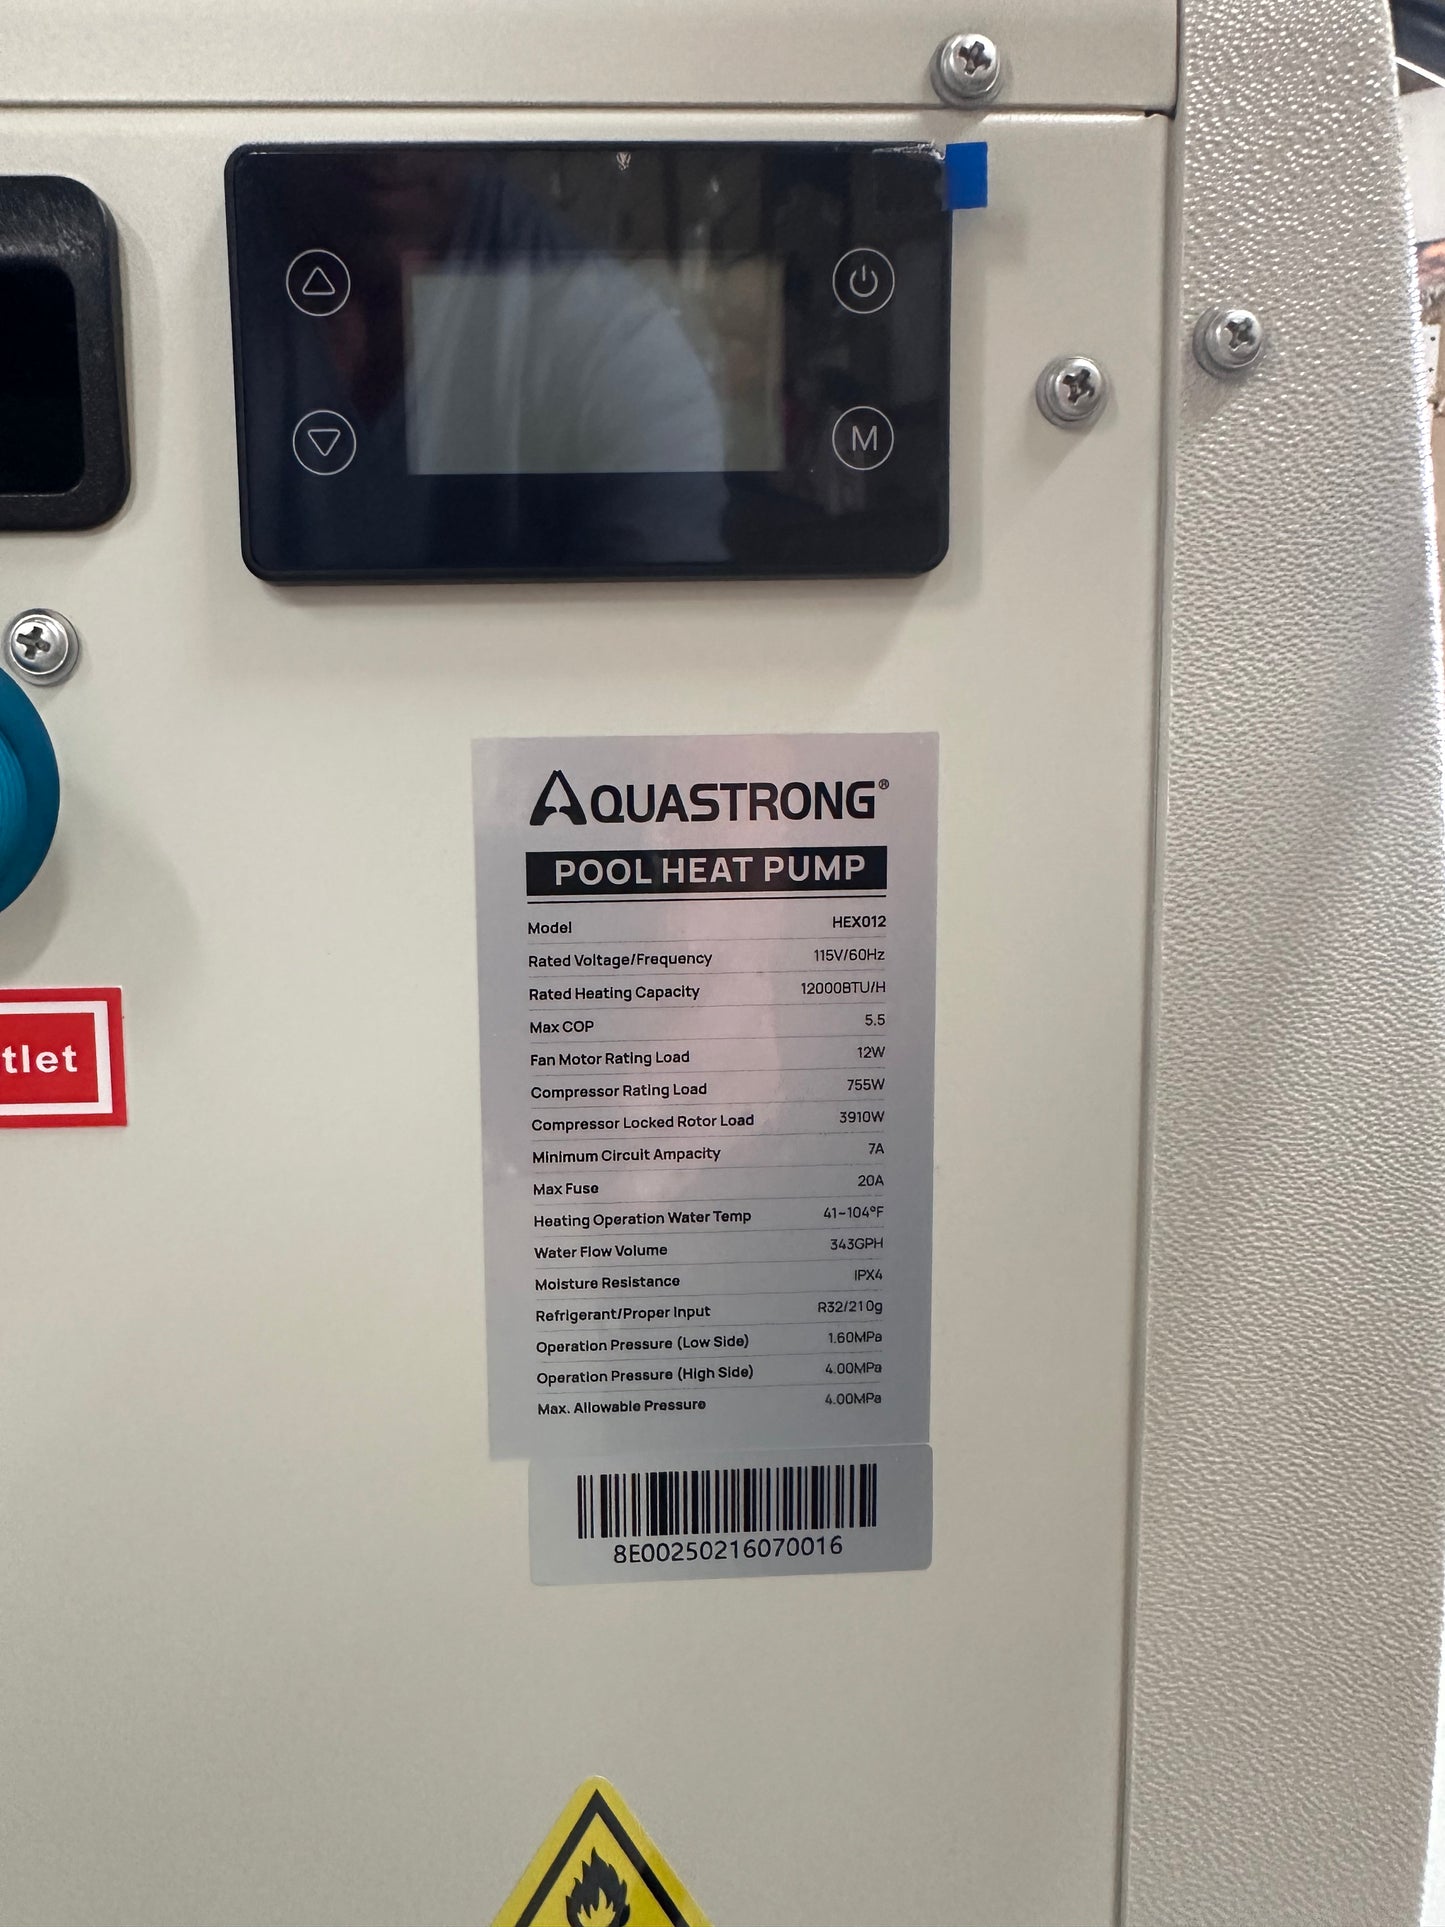 M
AQUASTRONG®
POOL HEAT PUMP
Model HEX012
Rated Voltage/Frequency 115V/60Hz
Rated Heating Capacity 12000BTU/H
Max COP 5.5
Fan Motor Rating Load 12W
Compressor Rating Load 755W
Compressor Locked Rotor Load 3910W
Minimum Circuit Ampacity 7A
Max Fuse 20A
Heating Operation Water Temp 41~104°F
Water Flow Volume 343GPH
Moisture Resistance IPX4
Refrigerant/Proper Input R32/210g
Operation Pressure (Low Side) 1.60MPa
Operation Pressure (High Side) 4.00MPa
Max. Allowable Pressure 4.00MPa
tlet
8E00250216070016